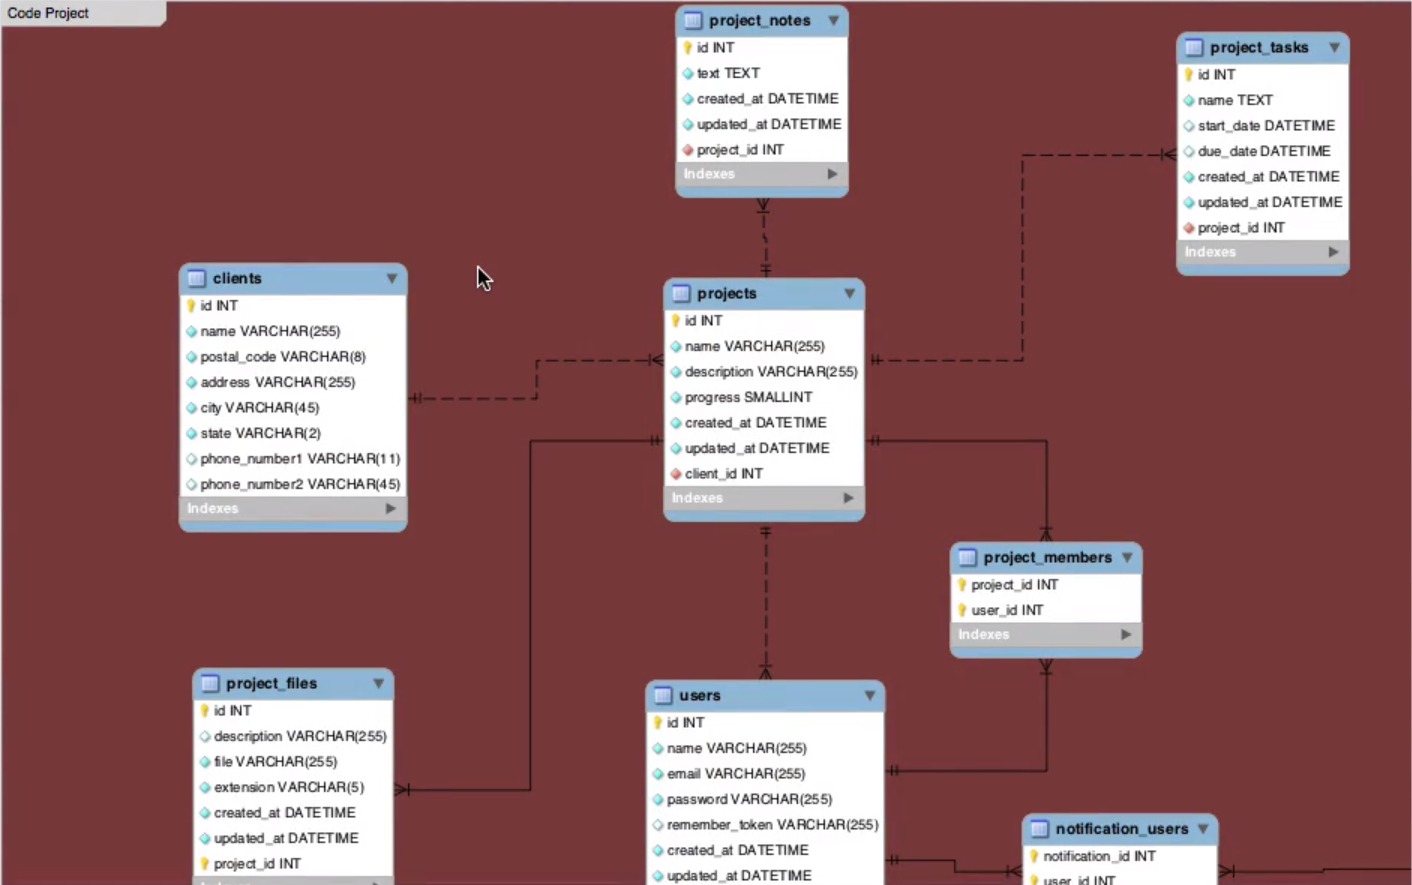 Code Project
project_notes
id INT
text TEXT
created_at DATETIME
updated_at DATETIME
project_id INT
Indexes
project_tasks
id INT
name TEXT
start_date DATETIME
due_date DATETIME
created_at DATETIME
updated_at DATETIME
project_id INT
Indexes
clients
id INT
name VARCHAR(255)
postal_code VARCHAR(8)
address VARCHAR(255)
city VARCHAR(45)
state VARCHAR(2)
phone_number1 VARCHAR(11)
phone_number2 VARCHAR(45)
Indexes
projects
id INT
name VARCHAR(255)
description VARCHAR(255)
progress SMALLINT
created_at DATETIME
updated_at DATETIME
client_id INT
Indexes
project_members
project_id INT
user_id INT
Indexes
project_files
id INT
description VARCHAR(255)
file VARCHAR(255)
extension VARCHAR(5)
created_at DATETIME
updated_at DATETIME
project_id INT
users
id INT
name VARCHAR(255)
email VARCHAR(255)
password VARCHAR(255)
remember_token VARCHAR(255)
created_at DATETIME
updated_at DATETIME
notification_users
notification_id INT
user_id INT